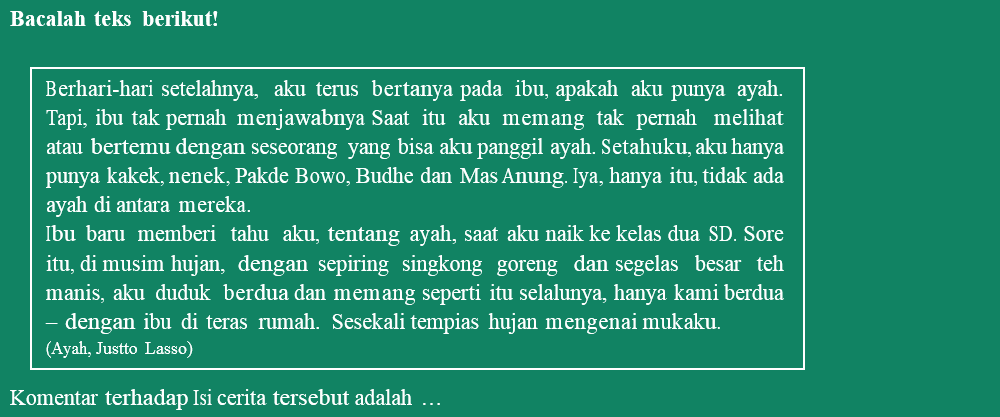 Bacalah teks berikut!
Berhari-hari setelahnya, aku terus bertanya pada ibu, apakah aku punya ayah.
Tapi, ibu tak pernah menjawabnya Saat itu aku memang tak pernah melihat
atau bertemu dengan seseorang yang bisa aku panggil ayah. Setahuku, aku hanya
punya kakek, nenek, Pakde Bowo, Budhe dan Mas Anung. Iya, hanya itu, tidak ada
ayah di antara mereka.
Ibu baru memberi tahu aku, tentang ayah, saat aku naik ke kelas dua SD. Sore
itu, di musim hujan, dengan sepiring singkong goreng dan segelas besar teh
manis, aku duduk berdua dan memang seperti itu selalunya, hanya kami berdua
– dengan ibu di teras rumah. Sesekali tempias hujan mengenai mukaku.
(Ayah, Justto Lasso)
Komentar terhadap Isi cerita tersebut adalah …